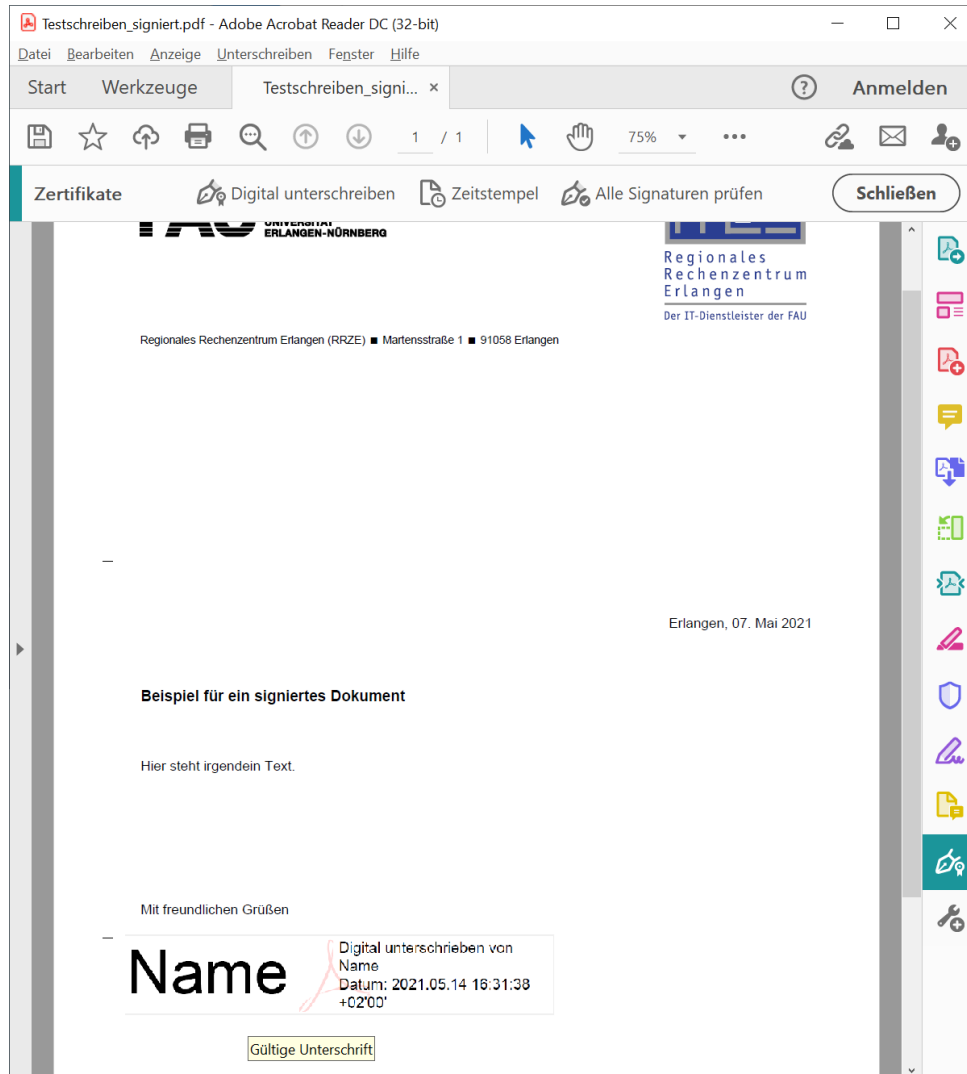 Testschreiben_signiert.pdf - Adobe Acrobat Reader DC (32-bit)
Datei Bearbeiten Anzeige Unterschreiben Fenster Hilfe
Start Werkzeuge Testschreiben_signi... × ? Anmelden
1 / 1 75%
Zertifikate Digital unterschreiben Zeitstempel Alle Signaturen prüfen Schließen
UNIVERSITÄT
ERLANGEN-NÜRNBERG
Regionales
Rechenzentrum
Erlangen
Der IT-Dienstleister der FAU
Regionales Rechenzentrum Erlangen (RRZE) ■ Martensstraße 1 ■ 91058 Erlangen
Erlangen, 07. Mai 2021
Beispiel für ein signiertes Dokument
Hier steht irgendein Text.
Mit freundlichen Grüßen
Name
Digital unterschrieben von
Name
Datum: 2021.05.14 16:31:38
+02'00'
Gültige Unterschrift